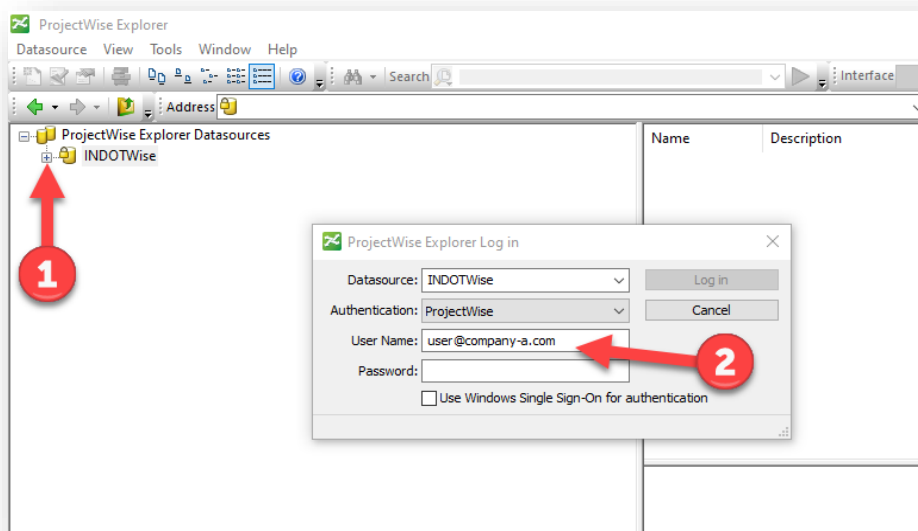 ProjectWise Explorer
Datasource View Tools Window Help
Search
Interface
Address
ProjectWise Explorer Datasources
INDOTWise
Name Description
1
ProjectWise Explorer Log in
Datasource: INDOTWise Log in
Authentication: ProjectWise Cancel
User Name: user@company-a.com
2
Password:
Use Windows Single Sign-On for authentication